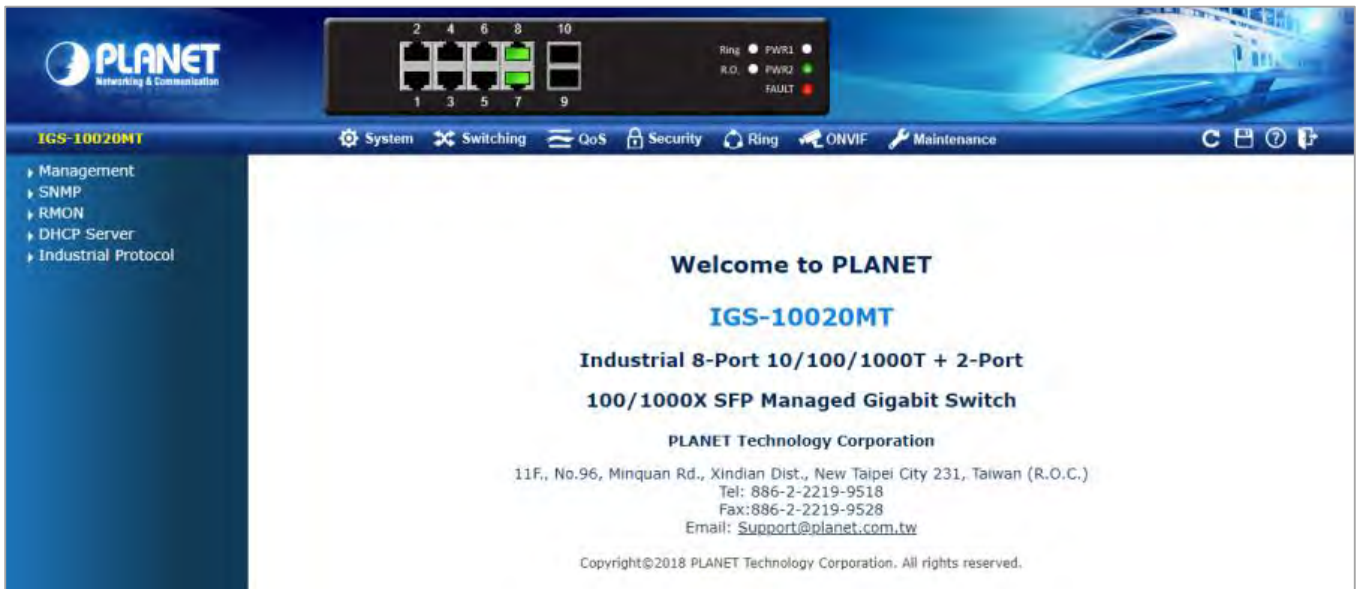 PLANET
Networking & Communication
2 4 6 8 10
1 3 5 7 9
Ring PWR1
R.O. PWR2
FAULT
IGS-10020MT
System Switching QoS Security Ring ONVIF Maintenance
Management
SNMP
RMON
DHCP Server
Industrial Protocol
Welcome to PLANET
IGS-10020MT
Industrial 8-Port 10/100/1000T + 2-Port
100/1000X SFP Managed Gigabit Switch
PLANET Technology Corporation
11F., No.96, Minquan Rd., Xindian Dist., New Taipei City 231, Taiwan (R.O.C.)
Tel: 886-2-2219-9518
Fax:886-2-2219-9528
Email: Support@planet.com.tw
Copyright©2018 PLANET Technology Corporation. All rights reserved.